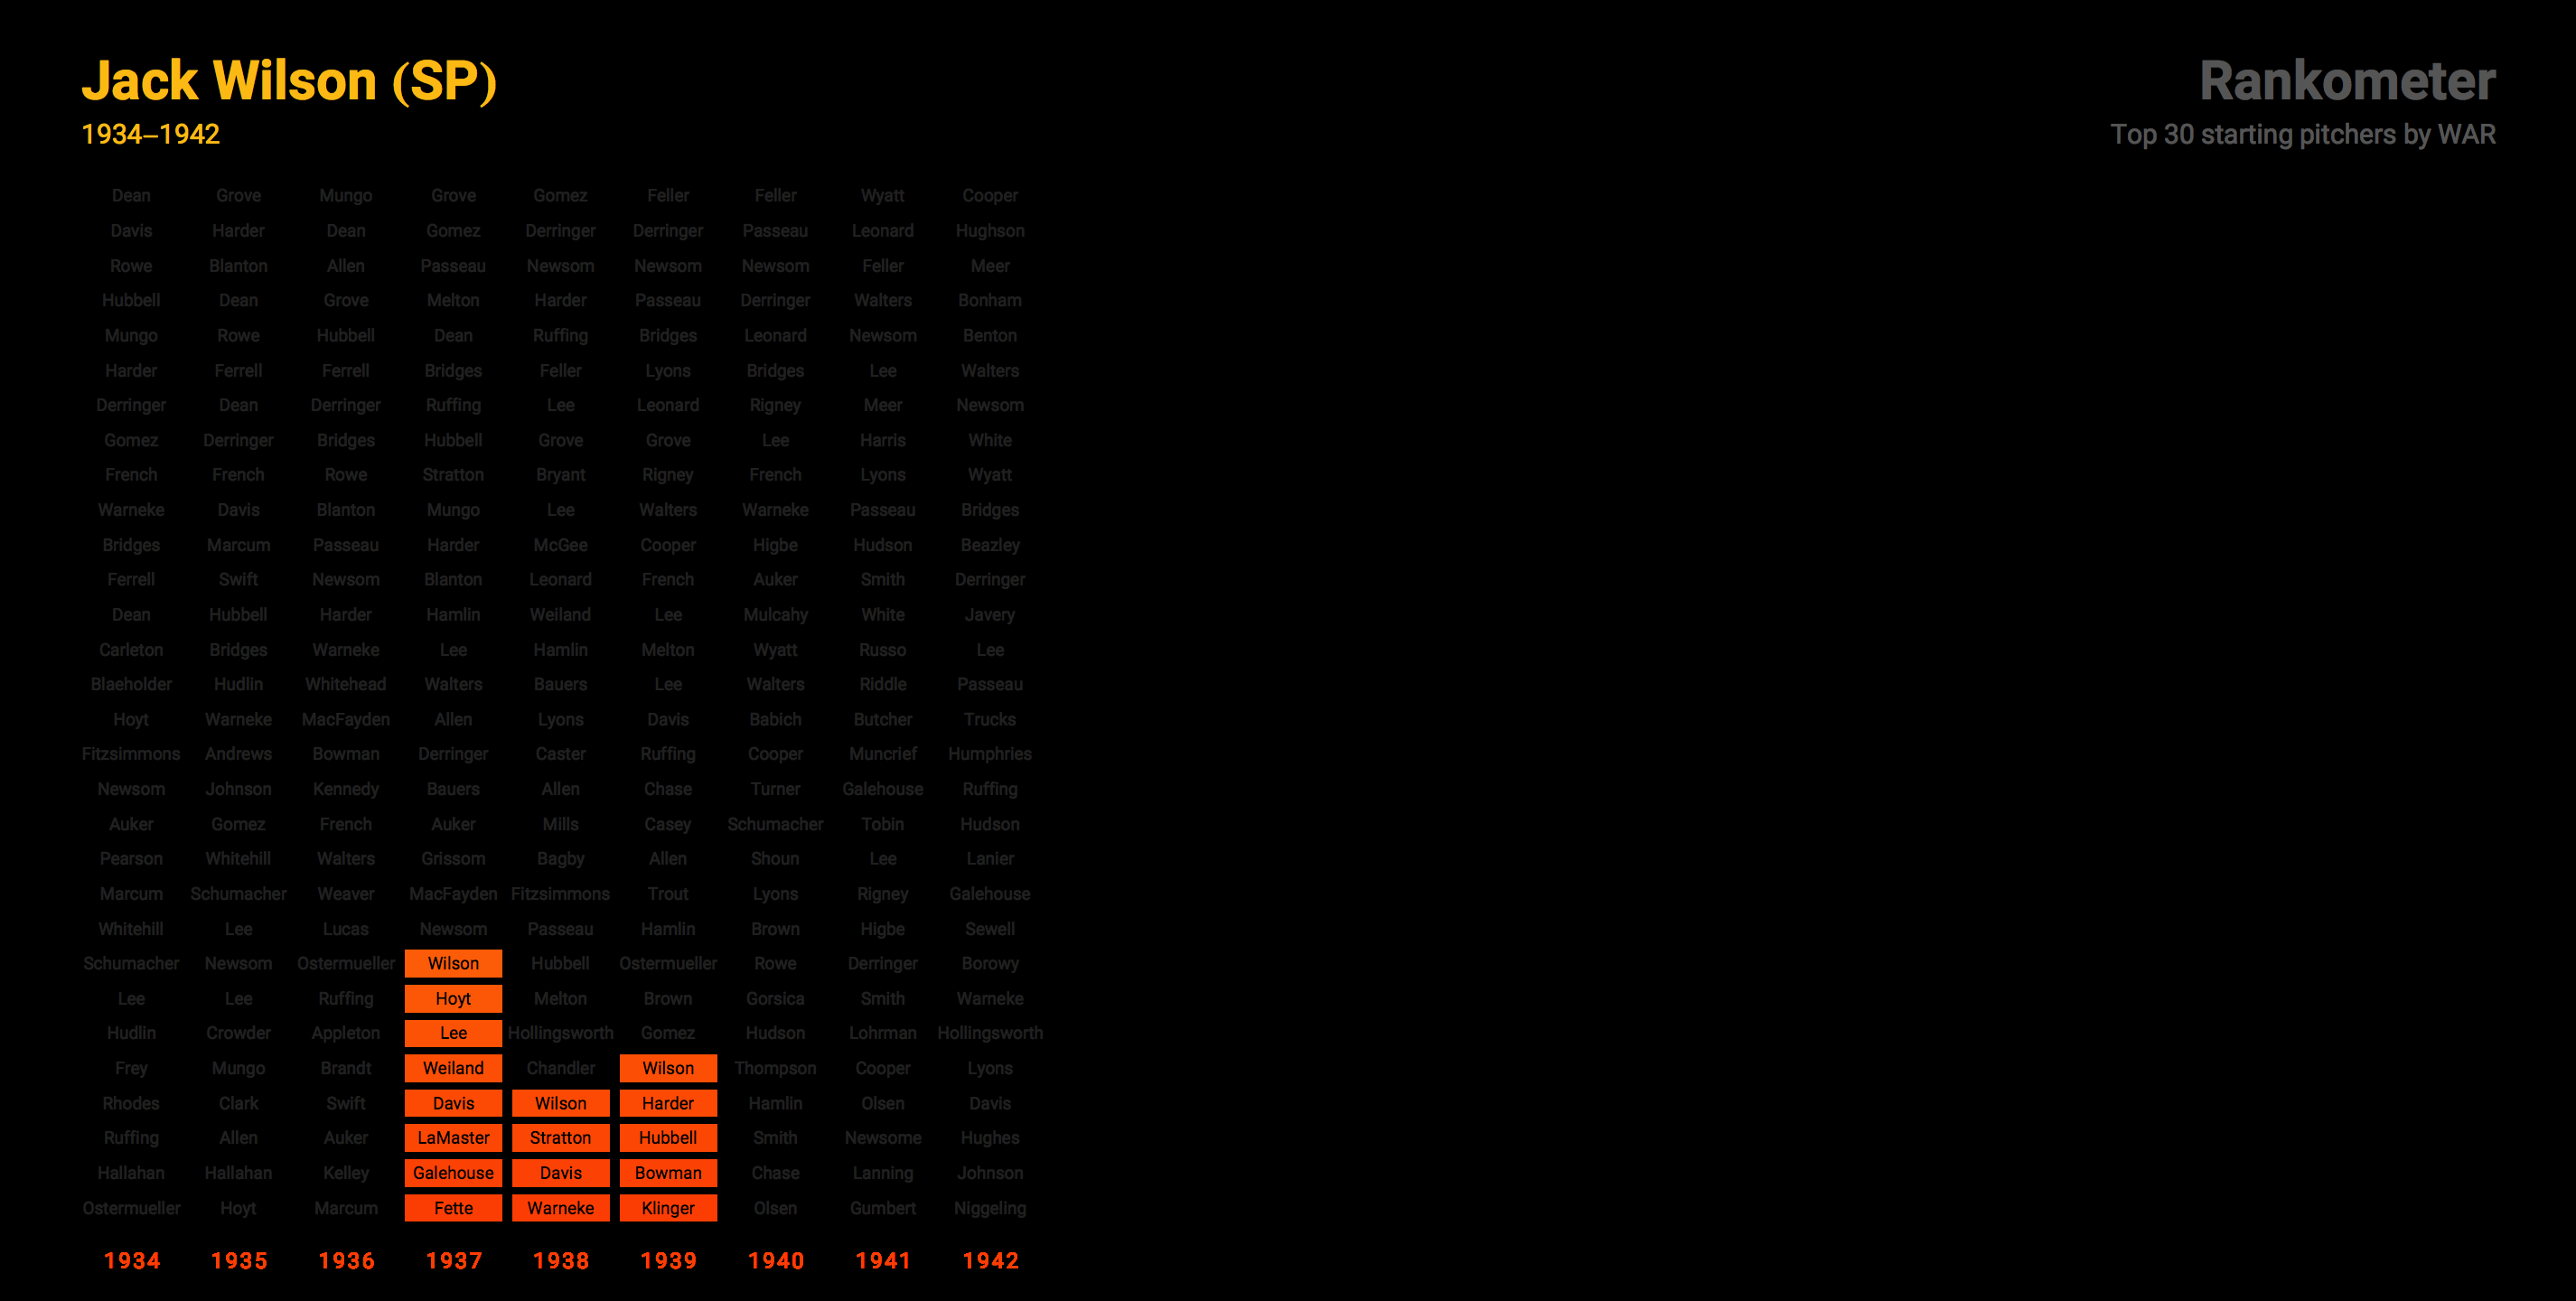 Jack Wilson (SP)
1934–1942
Rankometer
Top 30 starting pitchers by WAR
Dean Grove Mungo Grove Gomez Feller Feller Wyatt Cooper
Davis Harder Dean Gomez Derringer Derringer Passeau Leonard Hughson
Rowe Blanton Allen Passeau Newsom Newsom Newsom Feller Meer
Hubbell Dean Grove Melton Harder Passeau Derringer Walters Bonham
Mungo Rowe Hubbell Dean Ruffing Bridges Leonard Newsom Benton
Harder Ferrell Ferrell Bridges Feller Lyons Bridges Lee Walters
Derringer Dean Derringer Ruffing Lee Leonard Rigney Meer Newsom
Gomez Derringer Bridges Hubbell Grove Grove Lee Harris White
French French Rowe Stratton Bryant Rigney French Lyons Wyatt
Warneke Davis Blanton Mungo Lee Walters Warneke Passeau Bridges
Bridges Marcum Passeau Harder McGee Cooper Higbe Hudson Beazley
Ferrell Swift Newsom Blanton Leonard French Auker Smith Derringer
Dean Hubbell Harder Hamlin Weiland Lee Mulcahy White Javery
Carleton Bridges Warneke Lee Hamlin Melton Wyatt Russo Lee
Blaeholder Hudlin Whitehead Walters Bauers Lee Walters Riddle Passeau
Hoyt Warneke MacFayden Allen Lyons Davis Babich Butcher Trucks
Fitzsimmons Andrews Bowman Derringer Caster Ruffing Cooper Muncrief Humphries
Newsom Johnson Kennedy Bauers Allen Chase Turner Galehouse Ruffing
Auker Gomez French Auker Mills Casey Schumacher Tobin Hudson
Pearson Whitehill Walters Grissom Bagby Allen Shoun Lee Lanier
Marcum Schumacher Weaver MacFayden Fitzsimmons Trout Lyons Rigney Galehouse
Whitehill Lee Lucas Newsom Passeau Hamlin Brown Higbe Sewell
Schumacher Newsom Ostermueller Wilson Hubbell Ostermueller Rowe Derringer Borowy
Lee Lee Ruffing Hoyt Melton Brown Gorsica Smith Warneke
Hudlin Crowder Appleton Lee Hollingsworth Gomez Hudson Lohrman Hollingsworth
Frey Mungo Brandt Weiland Chandler Wilson Thompson Cooper Lyons
Rhodes Clark Swift Davis Wilson Harder Hamlin Olsen Davis
Ruffing Allen Auker LaMaster Stratton Hubbell Smith Newsome Hughes
Hallahan Hallahan Kelley Galehouse Davis Bowman Chase Lanning Johnson
Ostermueller Hoyt Marcum Fette Warneke Klinger Olsen Gumbert Niggeling
1934 1935 1936 1937 1938 1939 1940 1941 1942